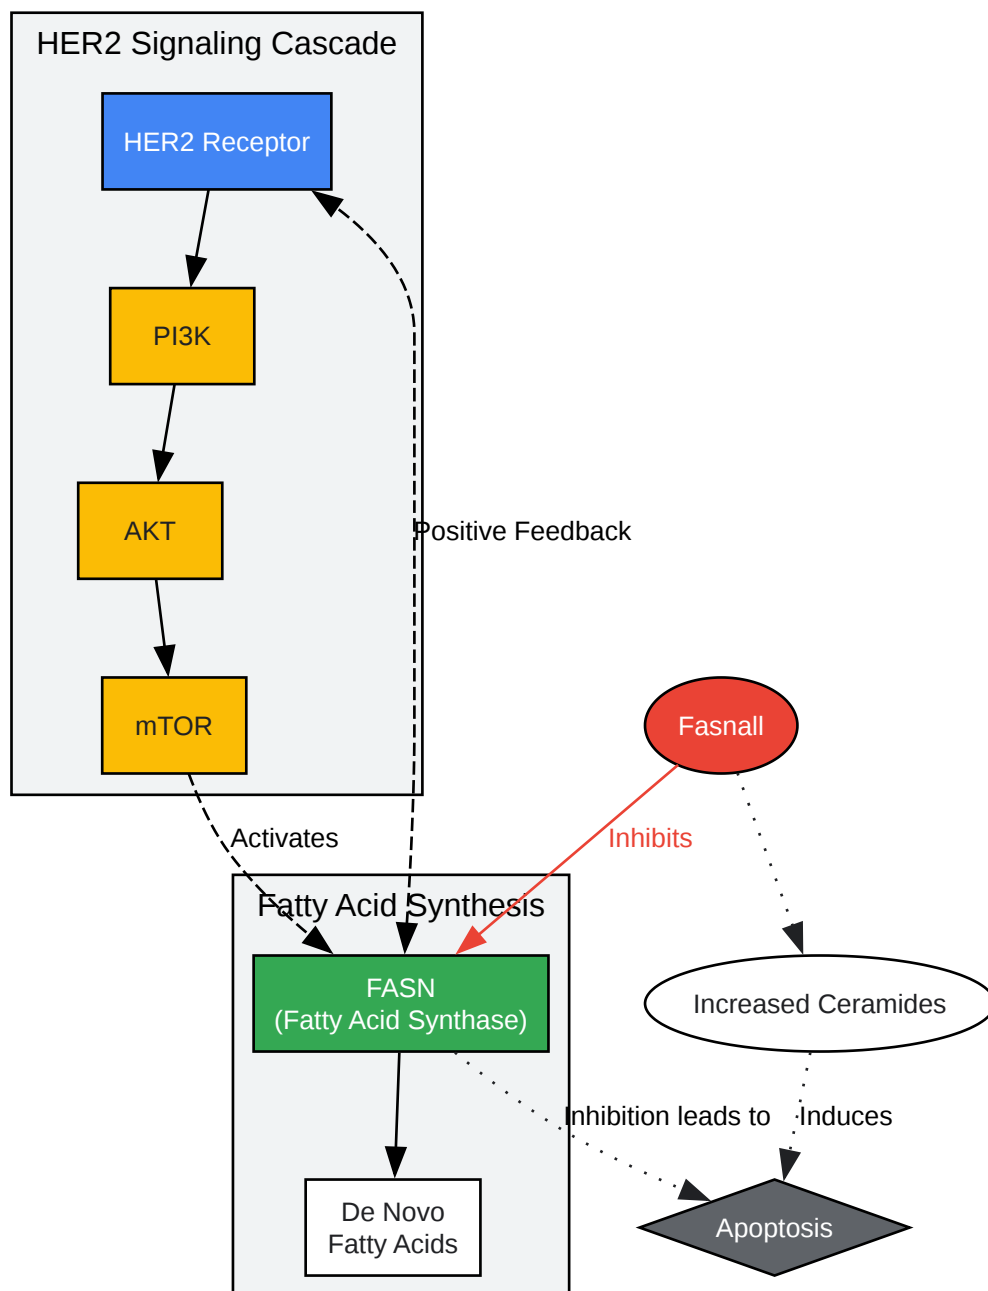 HER2 Signaling Cascade
HER2 Receptor
PI3K
AKT
Positive Feedback
mTOR
Fasnall
Activates
Inhibits
Fatty Acid Synthesis
FASN
(Fatty Acid Synthase)
Increased Ceramides
Inhibition leads to
Induces
De Novo
Fatty Acids
Apoptosis